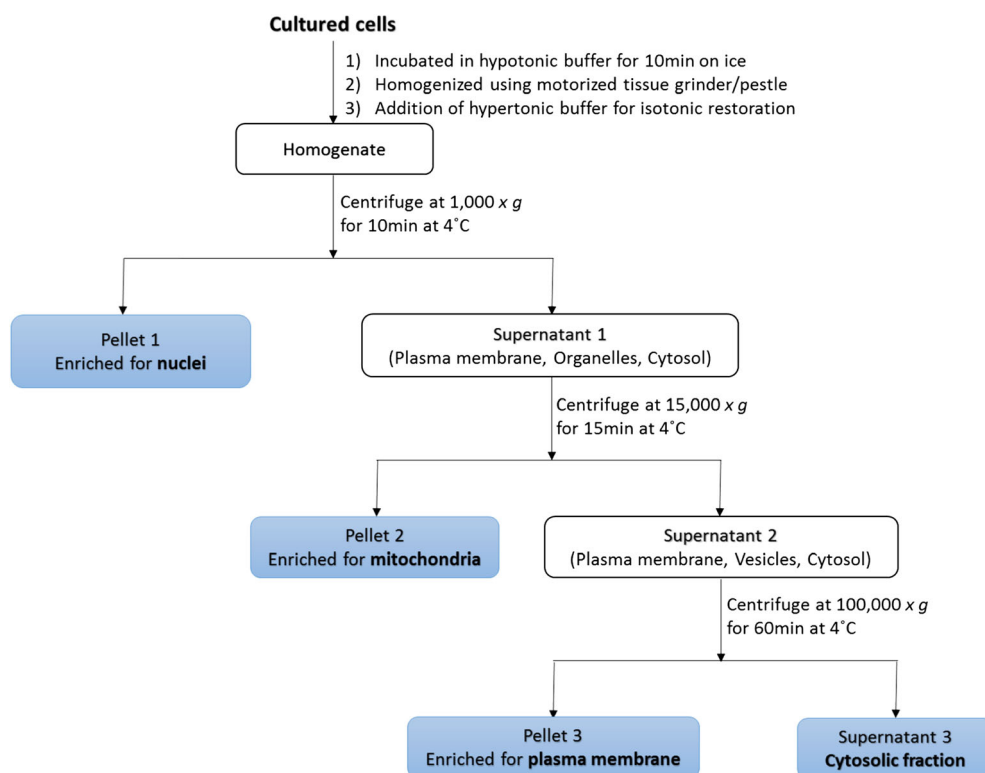 Cultured cells
1) Incubated in hypotonic buffer for 10min on ice
2) Homogenized using motorized tissue grinder/pestle
3) Addition of hypertonic buffer for isotonic restoration
Homogenate
Centrifuge at 1,000 x g
for 10min at 4˚C
Pellet 1
Enriched for nuclei
Supernatant 1
(Plasma membrane, Organelles, Cytosol)
Centrifuge at 15,000 x g
for 15min at 4˚C
Pellet 2
Enriched for mitochondria
Supernatant 2
(Plasma membrane, Vesicles, Cytosol)
Centrifuge at 100,000 x g
for 60min at 4˚C
Pellet 3
Enriched for plasma membrane
Supernatant 3
Cytosolic fraction